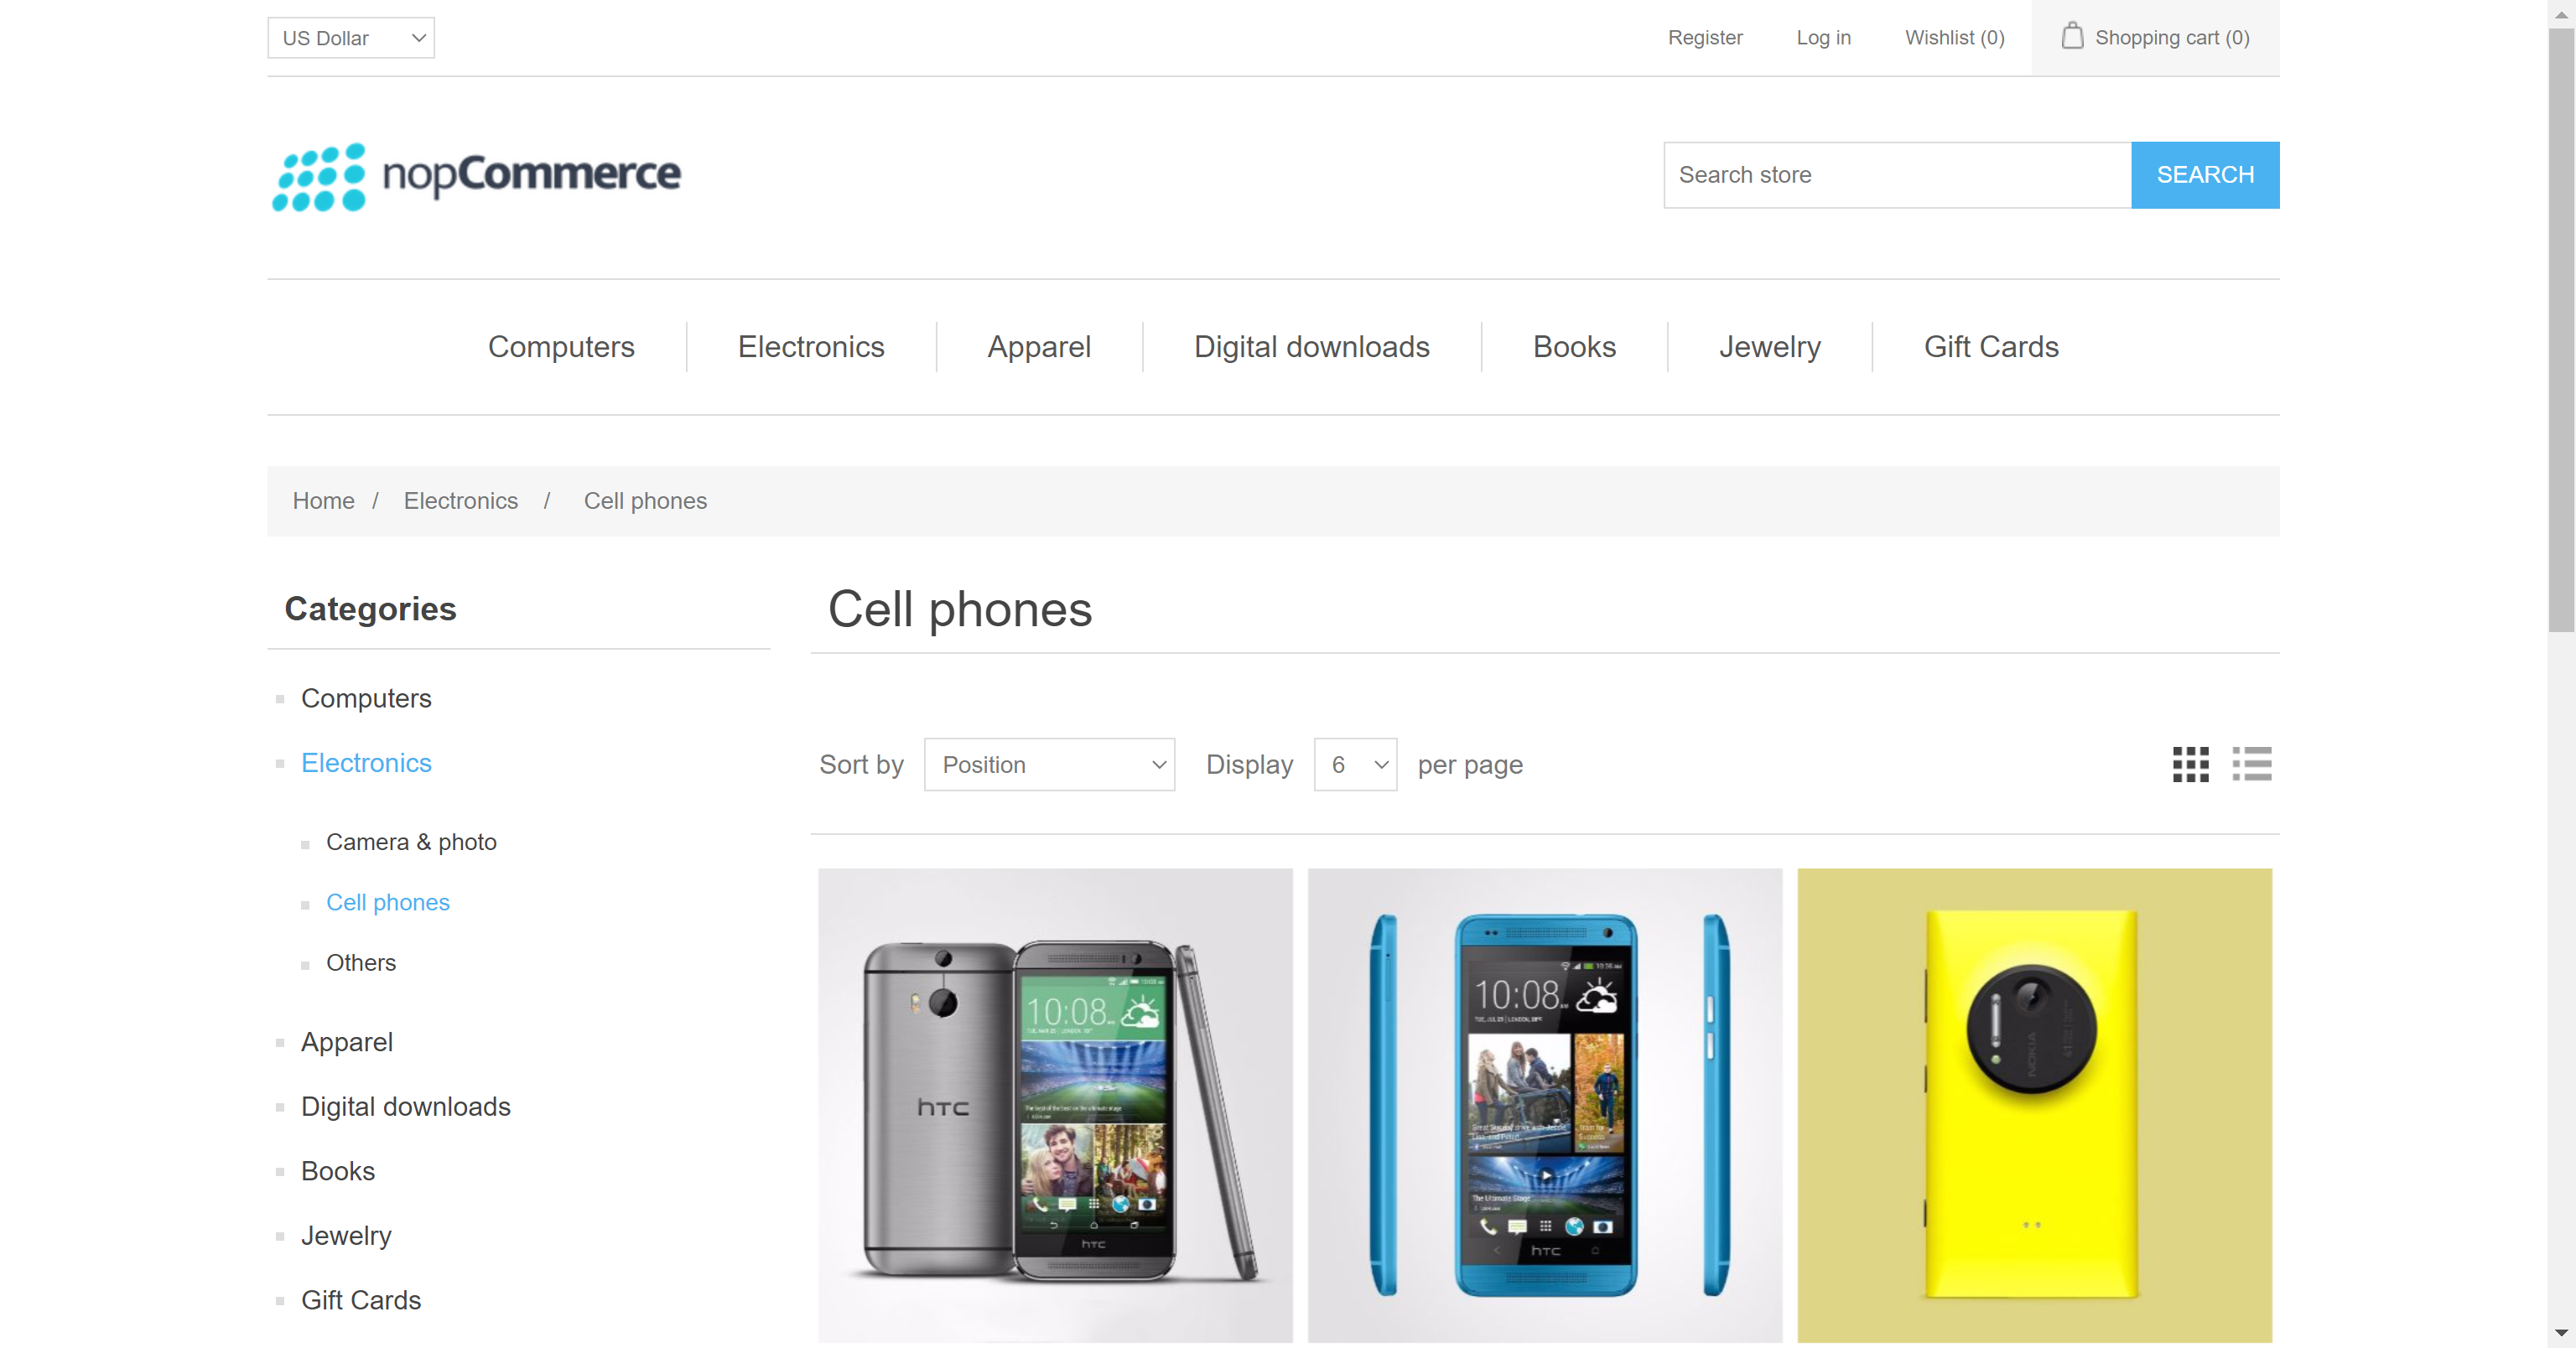 US Dollar
Register
Log in
Wishlist (0)
Shopping cart (0)
nopCommerce
Search store
SEARCH
Computers
Electronics
Apparel
Digital downloads
Books
Jewelry
Gift Cards
Home / Electronics / Cell phones
Categories
Computers
Electronics
Camera & photo
Cell phones
Others
Apparel
Digital downloads
Books
Jewelry
Gift Cards
Cell phones
Sort by Position Display 6 per page
hTC
10:08
hTC
10:08
The Ultimate Stage
hTC
NOKIA